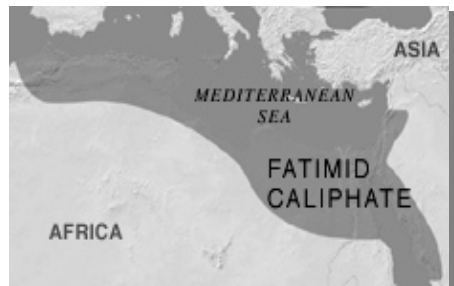 ASIA
MEDITERRANEAN
SEA
FATIMID
CALIPHATE
AFRICA